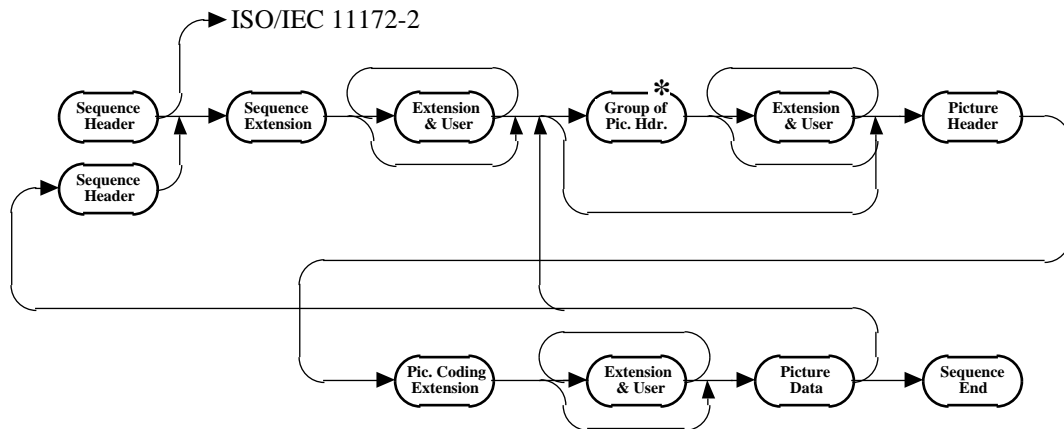 ISO/IEC 11172-2
*
Sequence
Header
Sequence
Extension
Extension
& User
Group of
Pic. Hdr.
Extension
& User
Picture
Header
Sequence
Header
Pic. Coding
Extension
Extension
& User
Picture
Data
Sequence
End